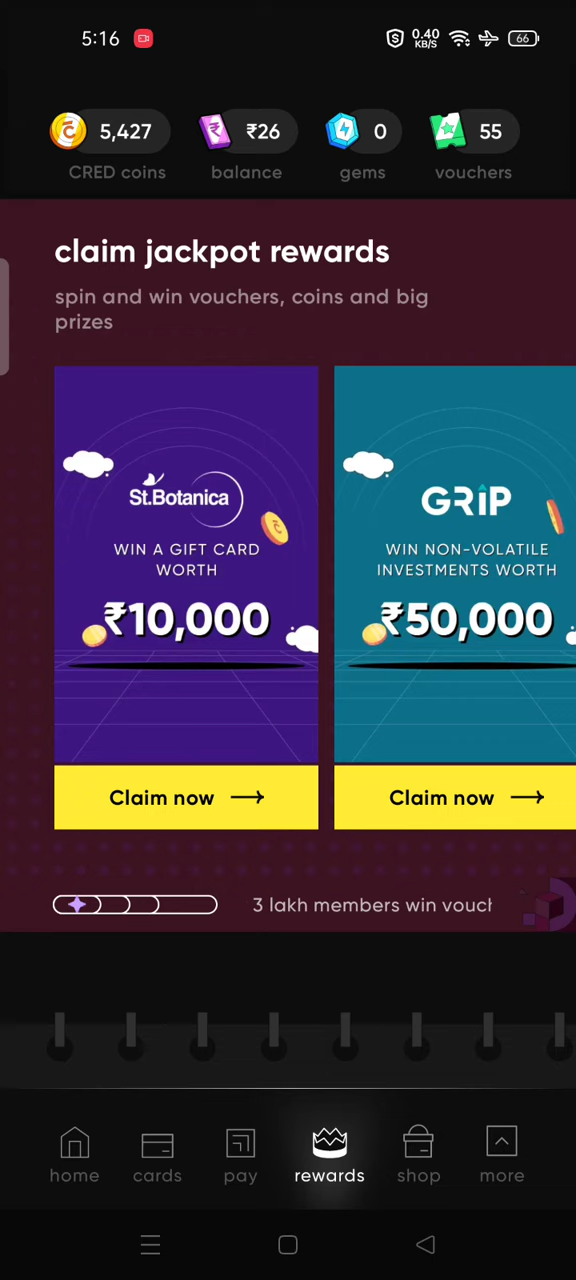 5:16
0.40
KB/S
66
5,427
₹26
0
55
CRED coins
balance
gems
vouchers
claim jackpot rewards
spin and win vouchers, coins and big
prizes
St.Botanica
WIN A GIFT CARD
WORTH
₹10,000
Claim now
GRIP
WIN NON-VOLATILE
INVESTMENTS WORTH
₹50,000
Claim now
3 lakh members win vouch
home
cards
pay
rewards
shop
more